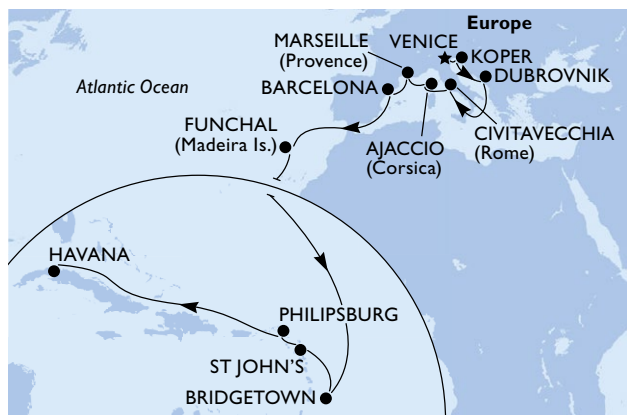 Europe
MARSEILLE
(Provence)
VENICE
KOPER
DUBROVNIK
Atlantic Ocean
BARCELONA
FUNCHAL
(Madeira Is.)
AJACCIO
(Corsica)
CIVITAVECCHIA
(Rome)
HAVANA
PHILIPSBURG
ST JOHN'S
BRIDGETOWN